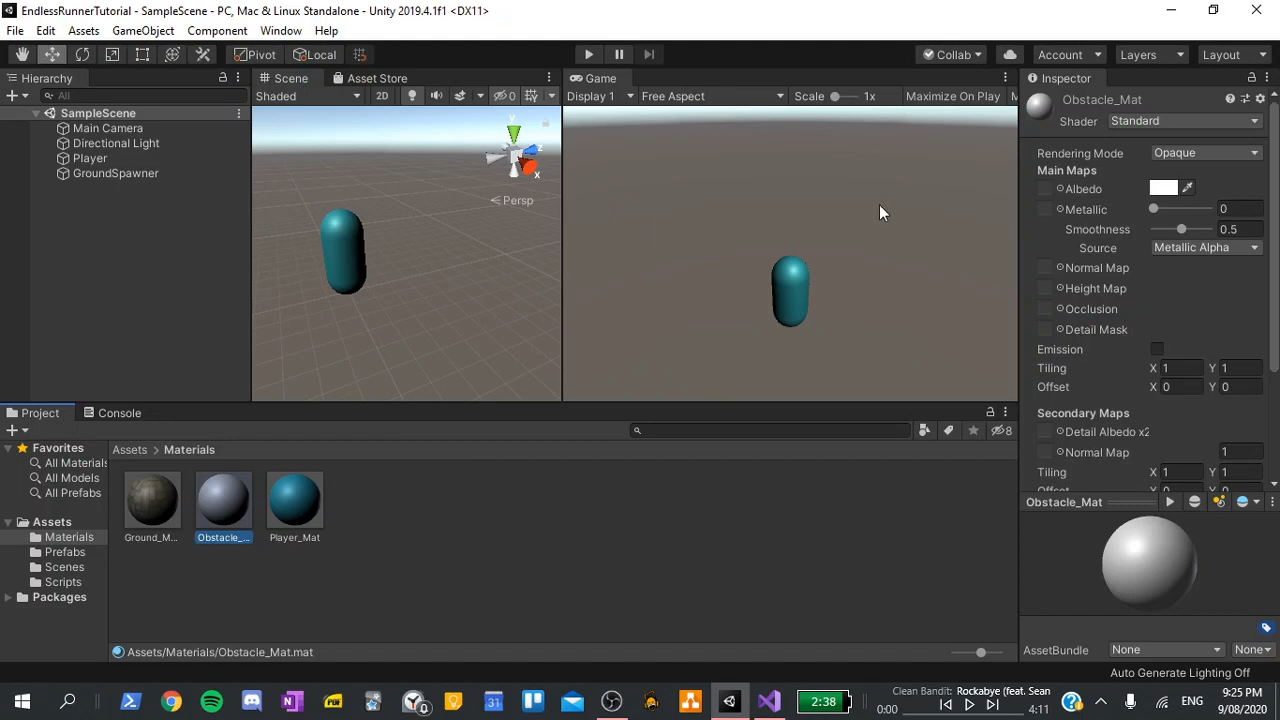 EndlessRunnerTutorial - SampleScene - PC, Mac & Linux Standalone - Unity 2019.4.1f1 <DX11>
File Edit Assets GameObject Component Window Help
Pivot Local Collab Account Layers Layout
Hierarchy
All
SampleScene
Main Camera
Directional Light
Player
GroundSpawner
Scene Asset Store
Shaded 2D 0
y
z
x
Persp
Game
Display 1 Free Aspect Scale 1x Maximize On Play M
Inspector
Obstacle_Mat
Shader Standard
Rendering Mode Opaque
Main Maps
Albedo
Metallic 0
Smoothness 0.5
Source Metallic Alpha
Normal Map
Height Map
Occlusion
Detail Mask
Emission
Tiling X 1 Y 1
Offset X 0 Y 0
Secondary Maps
Detail Albedo x2
Normal Map 1
Tiling X 1 Y 1
Offset X 0 Y 0
Obstacle_Mat
AssetBundle None None
Auto Generate Lighting Off
Project Console
8
Favorites
All Materials
All Models
All Prefabs
Assets
Materials
Prefabs
Scenes
Scripts
Packages
Assets Materials
Ground_M... Obstacle_... Player_Mat
Assets/Materials/Obstacle_Mat.mat
2:38
Clean Bandit: Rockabye (feat. Sean
0:00 4:11
ENG
9:25 PM
9/08/2020